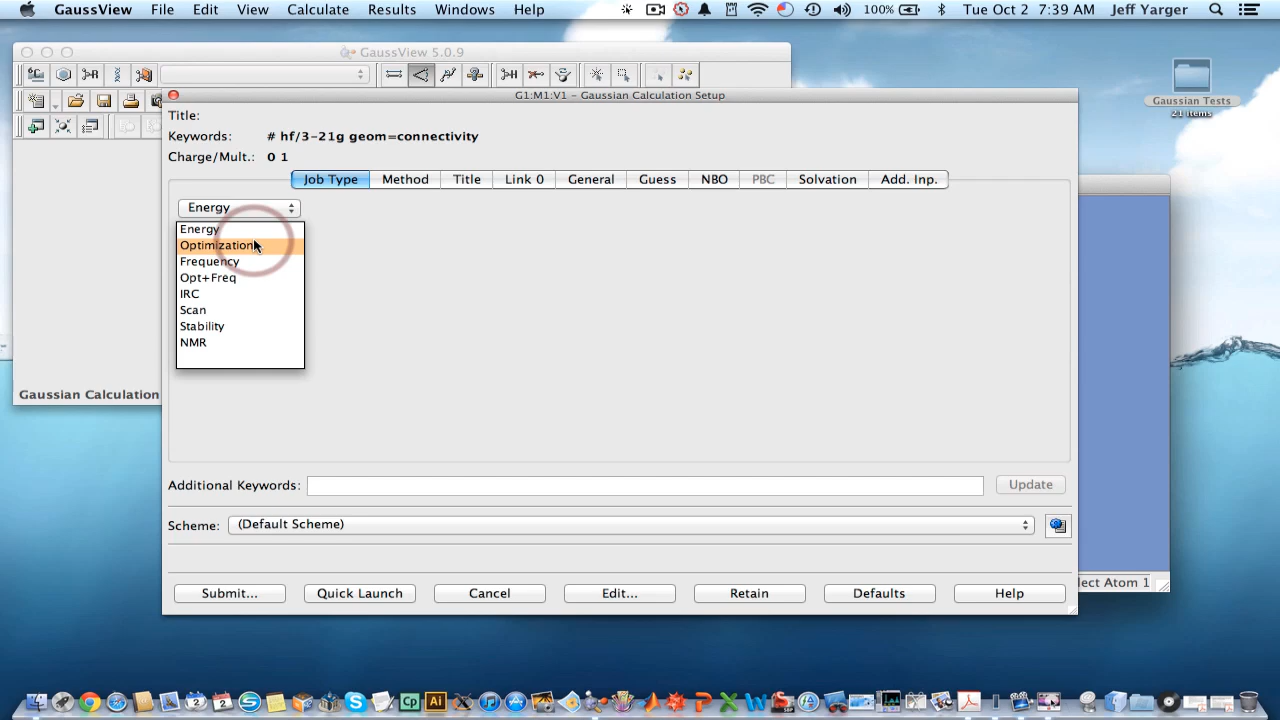 GaussView File Edit View Calculate Results Windows Help 100% Tue Oct 2 7:39 AM Jeff Yarger
GaussView 5.0.9
Gaussian Tests
21 items
G1:M1:V1 - Gaussian Calculation Setup
Title:
Keywords: # hf/3-21g geom=connectivity
Charge/Mult.: 0 1
Job Type Method Title Link 0 General Guess NBO PBC Solvation Add. Inp.
Energy
Energy
Optimization
Frequency
Opt+Freq
IRC
Scan
Stability
NMR
Gaussian Calculation
Additional Keywords: Update
Scheme: (Default Scheme)
lect Atom 1
Submit... Quick Launch Cancel Edit... Retain Defaults Help